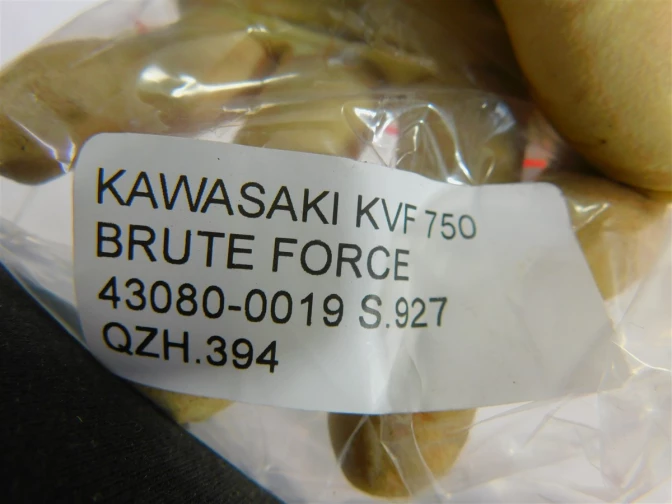 KAWASAKI KVF 750
BRUTE FORCE
43080-0019 S.927
QZH.394